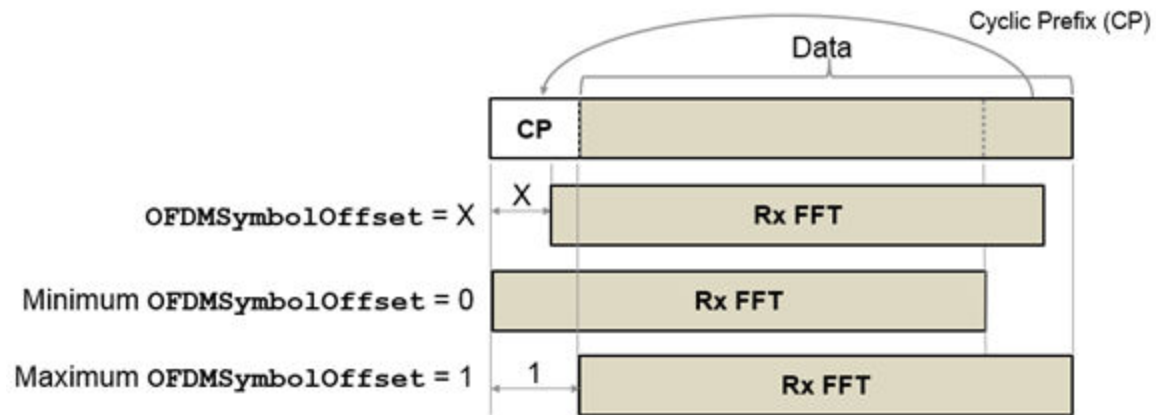 Cyclic Prefix (CP)
Data
CP
X
OFDMSymbolOffset = X
Rx FFT
Minimum OFDMSymbolOffset = 0
Rx FFT
Maximum OFDMSymbolOffset = 1
1
Rx FFT